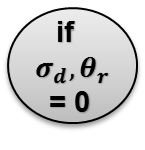 if
σ_d, θ_r
= 0